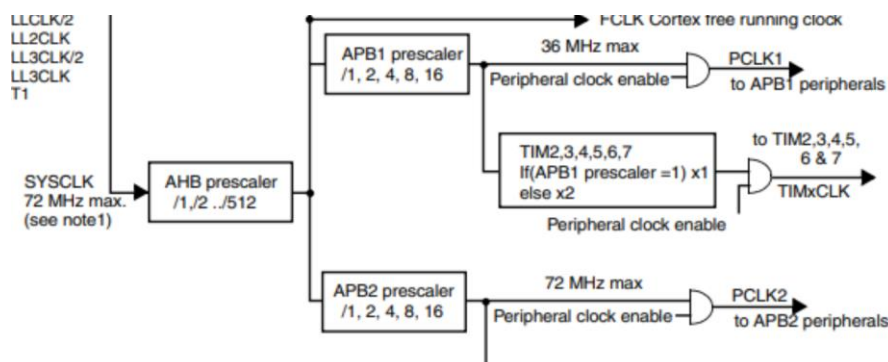 LLCLK/2
LL2CLK
LL3CLK/2
LL3CLK
T1
FCLK Cortex free running clock
APB1 prescaler
/1, 2, 4, 8, 16
36 MHz max
Peripheral clock enable
PCLK1
to APB1 peripherals
SYSCLK
72 MHz max.
(see note1)
AHB prescaler
/1,/2 ../512
TIM2,3,4,5,6,7
If(APB1 prescaler =1) x1
else x2
to TIM2,3,4,5,
6 & 7
TIMxCLK
Peripheral clock enable
APB2 prescaler
/1, 2, 4, 8, 16
72 MHz max
Peripheral clock enable
PCLK2
to APB2 peripherals